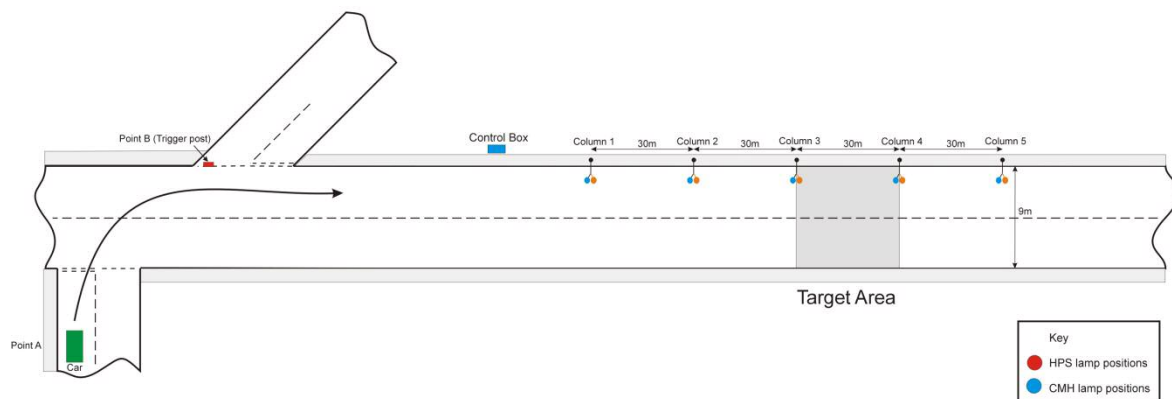 Point B (Trigger post)
Control Box
Column 1
30m
Column 2
30m
Column 3
30m
Column 4
30m
Column 5
9m
Target Area
Point A
Car
Key
HPS lamp positions
CMH lamp positions